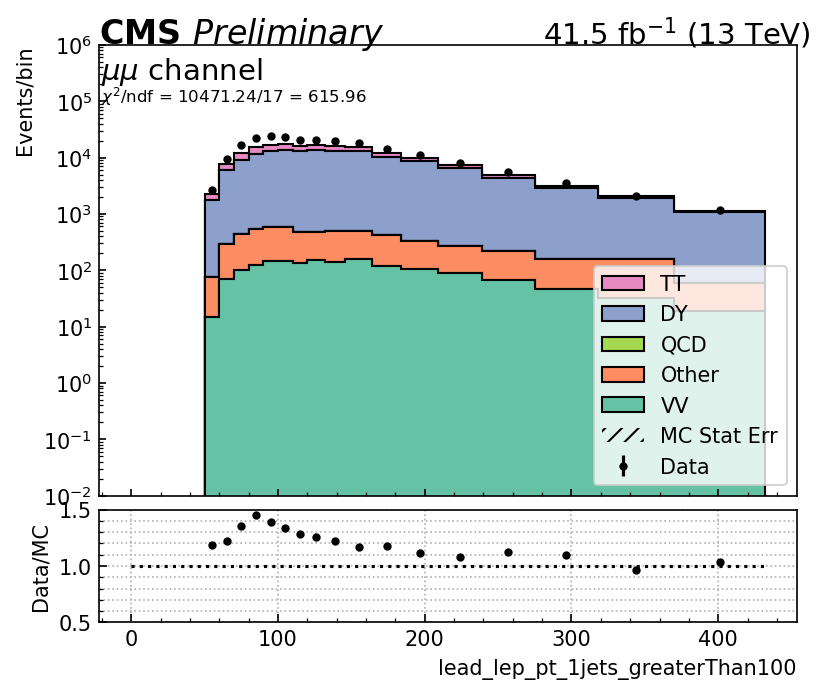 CMS Preliminary 41.5 fb⁻¹ (13 TeV)
Events/bin
μμ channel
χ²/ndf = 10471.24/17 = 615.96
10⁶
10⁵
10⁴
10³
10²
10¹
10⁰
10⁻¹
10⁻²
TT
DY
QCD
Other
VV
MC Stat Err
Data
Data/MC
1.5
1.0
0.5
0 100 200 300 400
lead_lep_pt_1jets_greaterThan100